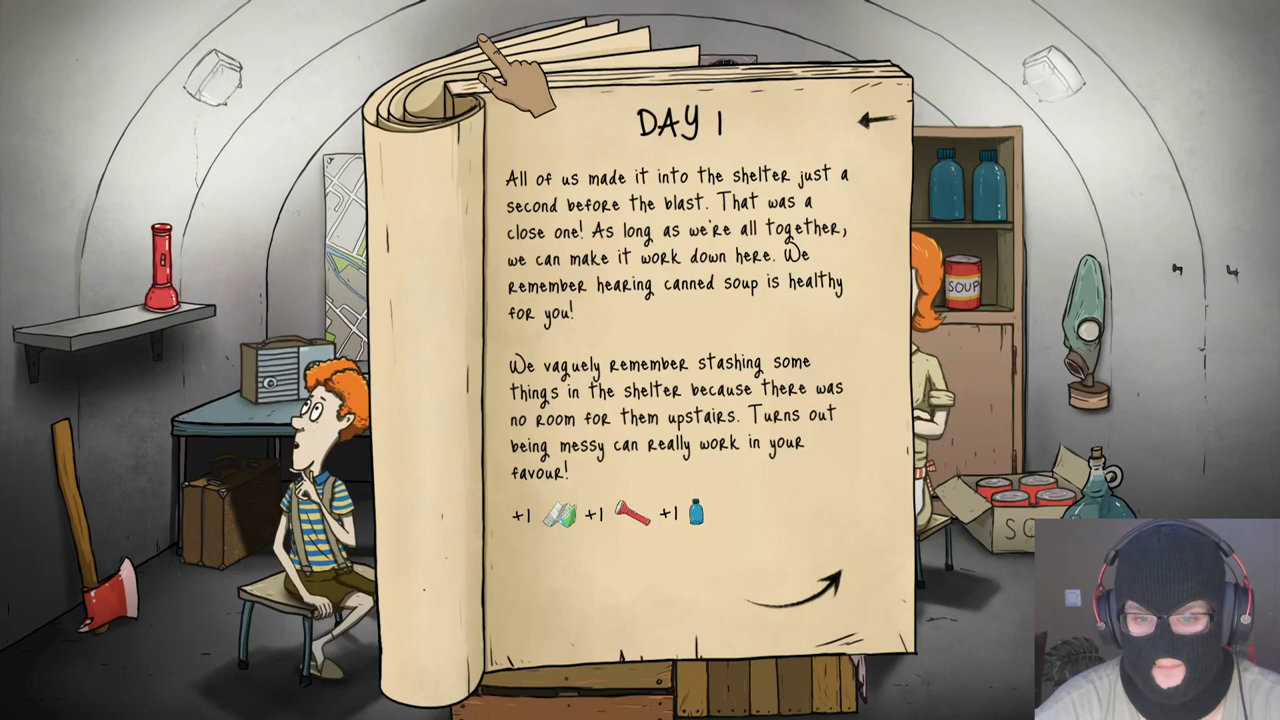 DAY 1
All of us made it into the shelter just a
second before the blast. That was a
close one! As long as we're all together,
we can make it work down here. We
remember hearing canned soup is healthy
for you!
We vaguely remember stashing some
things in the shelter because there was
no room for them upstairs. Turns out
being messy can really work in your
favour!
+1 +1 +1
SOUP